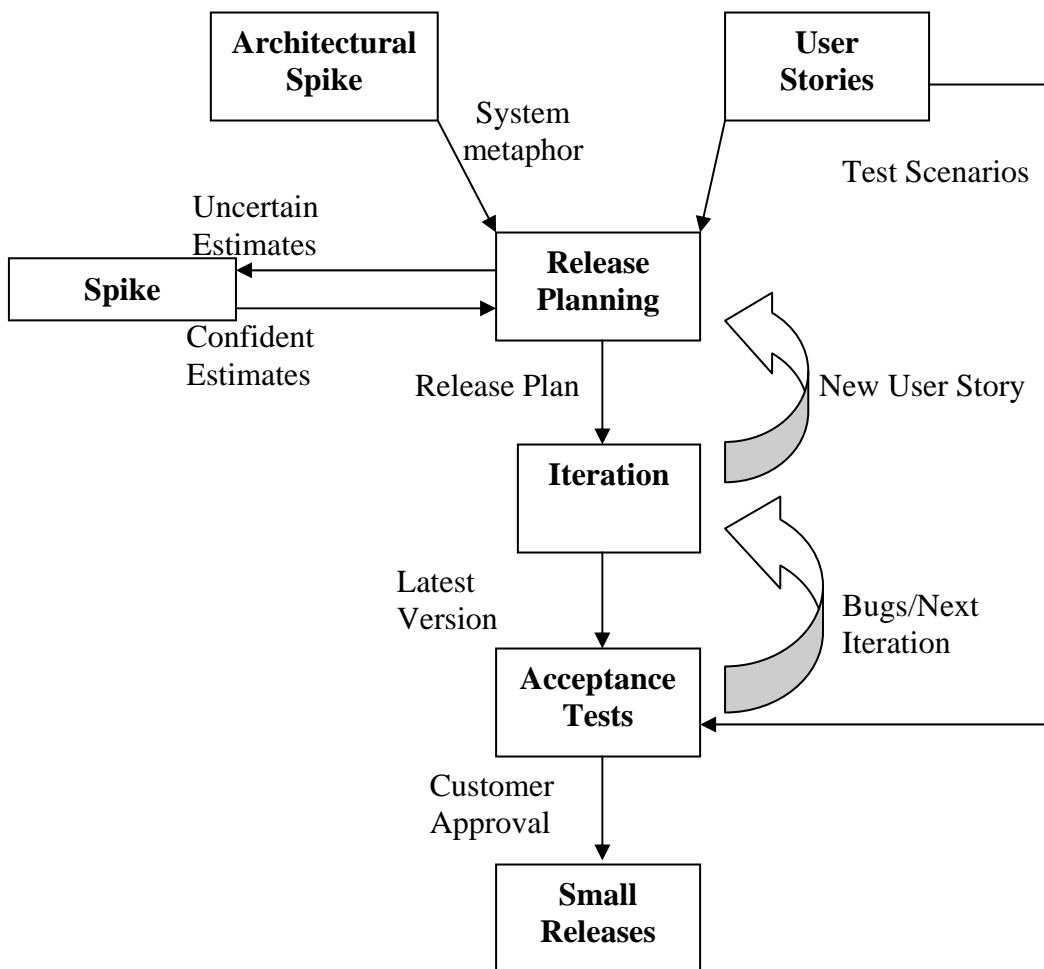 Architectural
Spike
User
Stories
System
metaphor
Test Scenarios
Uncertain
Estimates
Release
Planning
Spike
Confident
Estimates
Release Plan
New User Story
Iteration
Latest
Version
Bugs/Next
Iteration
Acceptance
Tests
Customer
Approval
Small
Releases